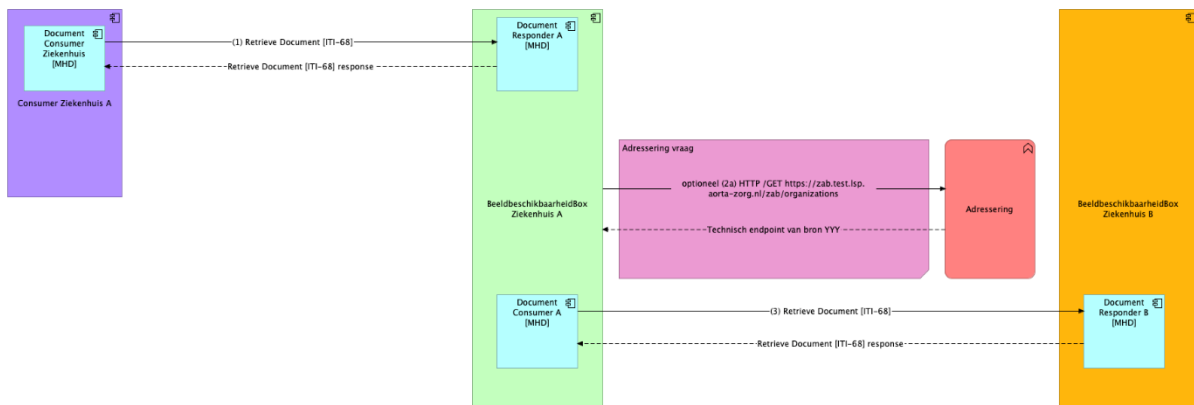 Document
Consumer
Ziekenhuis
[MHD]
Consumer Ziekenhuis A
(1) Retrieve Document [ITI-68]
Retrieve Document [ITI-68] response
Document
Responder A
[MHD]
BeeldbeschikbaarheidBox
Ziekenhuis A
Adressering vraag
optioneel (2a) HTTP /GET https://zab.test.lsp.
aorta-zorg.nl/zab/organizations
Technisch endpoint van bron YYY
Adressering
BeeldbeschikbaarheidBox
Ziekenhuis B
Document
Consumer A
[MHD]
(3) Retrieve Document [ITI-68]
Retrieve Document [ITI-68] response
Document
Responder B
[MHD]